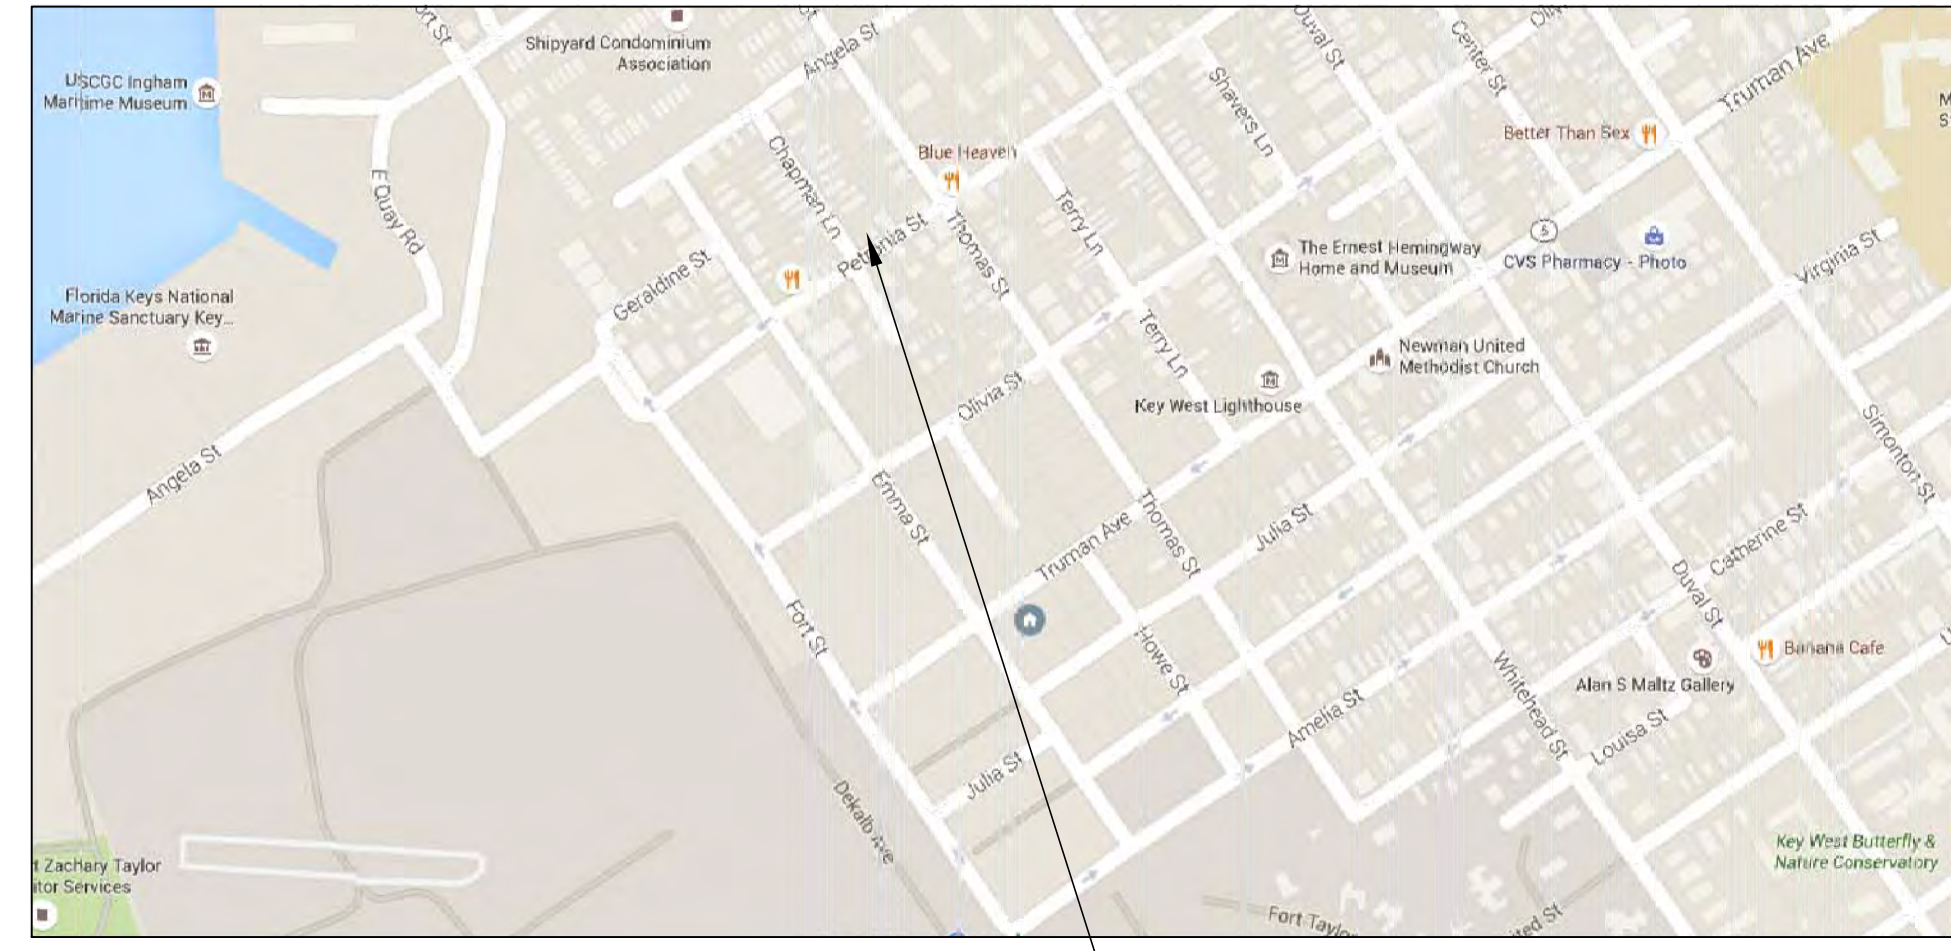 ort St
Shipyard Condominium
Association
Angela St
Duval St
Center St
Truman Ave
USCGC Ingham
Maritime Museum
Shavers Ln
Better Than Sex
Chapman Ln
Blue Heaven
E Quay Rd
Terry Ln
5
Petronia St
Thomas St
The Ernest Hemingway
Home and Museum
CVS Pharmacy - Photo
Virginia St
Geraldine St
Florida Keys National
Marine Sanctuary Key...
Terry Ln
Newman United
Methodist Church
Olivia St
Key West Lighthouse
Simonton St
Angela St
Emma St
Truman Ave
Thomas St
Julia St
Catherine St
Duval St
Fort St
Howe St
Banana Cafe
Alan S Maltz Gallery
Whitehead St
Amelia St
Louisa St
Julia St
Dekalb Ave
t Zachary Taylor
itor Services
Key West Butterfly &
Nature Conservatory
Fort Taylo
ited St